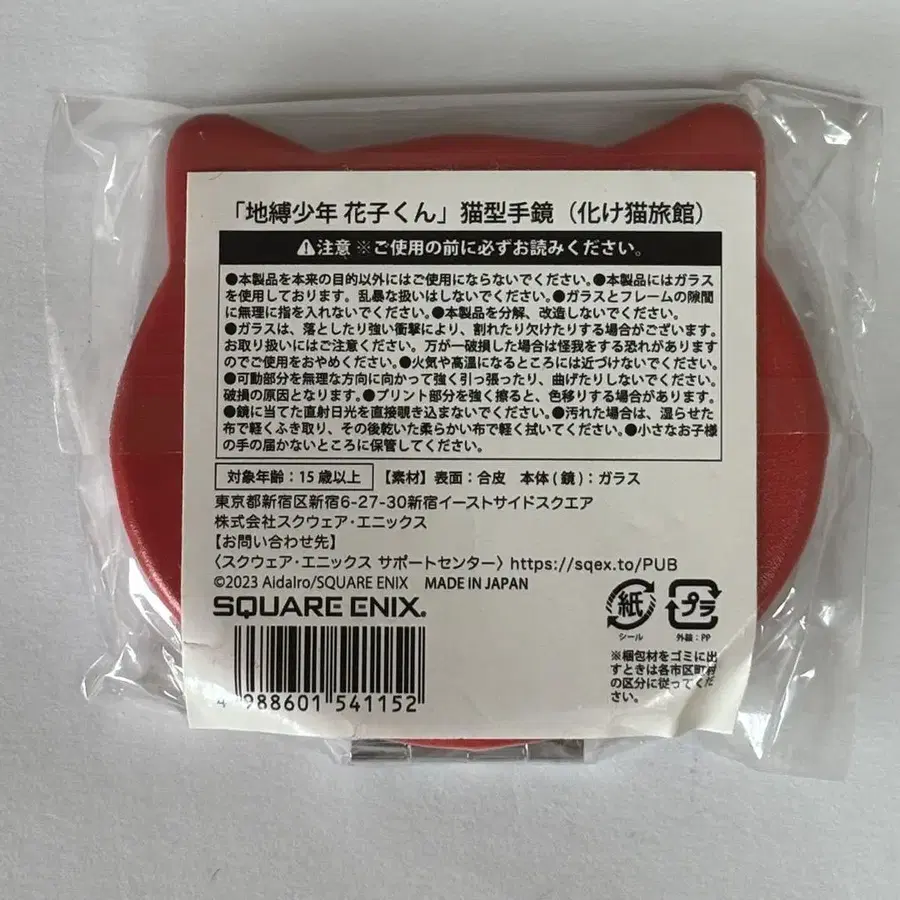 「地縛少年 花子くん」猫型手鏡（化け猫旅館）
⚠注意 ※ご使用の前に必ずお読みください。
●本製品を本来の目的以外にはご使用にならないでください。●本製品にはガラス
を使用しております。乱暴な扱いはしないでください。●ガラスとフレームの隙間
に無理に指を入れないでください。●本製品を分解、改造しないでください。
●ガラスは、落としたり強い衝撃により、割れたり欠けたりする場合がございます。
お取り扱いにはご注意ください。万が一破損した場合は怪我をする恐れがあります
のでご使用をおやめください。●火気や高温になるところには近づけないでください。
●可動部分を無理な方向に向かって強く引っ張ったり、曲げたりしないでください。
破損の原因となります。●プリント部分を強く擦ると、色移りする場合があります。
●鏡に当てた直射日光を直接覗き込まないでください。●汚れた場合は、湿らせた
布で軽くふき取り、その後乾いた柔らかい布で軽く拭いてください。●小さなお子様
の手の届かないところに保管してください。
対象年齢：15歳以上 【素材】表面：合皮 本体（鏡）：ガラス
東京都新宿区新宿6-27-30新宿イーストサイドスクエア
株式会社スクウェア・エニックス
【お問い合わせ先】
〈スクウェア・エニックス サポートセンター〉https://sqex.to/PUB
©2023 AidaIro/SQUARE ENIX MADE IN JAPAN
SQUARE ENIX.
4 988601 541152
紙 プラ
シール 外装：PP
※梱包材をゴミに出
すときは各市区町村
の区分に従ってくだ
さい。